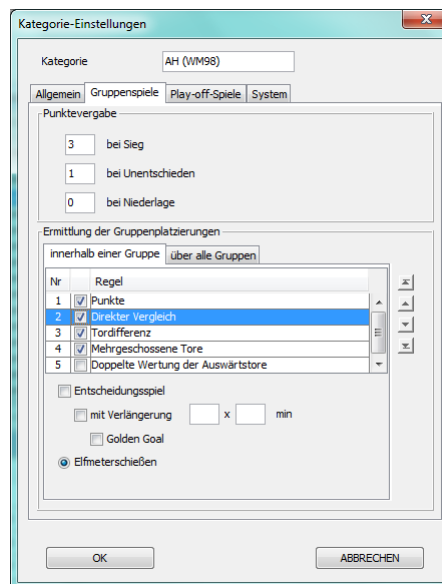 Kategorie-Einstellungen
Kategorie AH (WM98)
Allgemein Gruppenspiele Play-off-Spiele System
Punktevergabe
3 bei Sieg
1 bei Unentschieden
0 bei Niederlage
Ermittlung der Gruppenplatzierungen
innerhalb einer Gruppe über alle Gruppen
Nr Regel
1 Punkte
2 Direkter Vergleich
3 Tordifferenz
4 Mehrgeschossene Tore
5 Doppelte Wertung der Auswärtstore
Entscheidungsspiel
mit Verlängerung x min
Golden Goal
Elfmeterschießen
OK ABBRECHEN